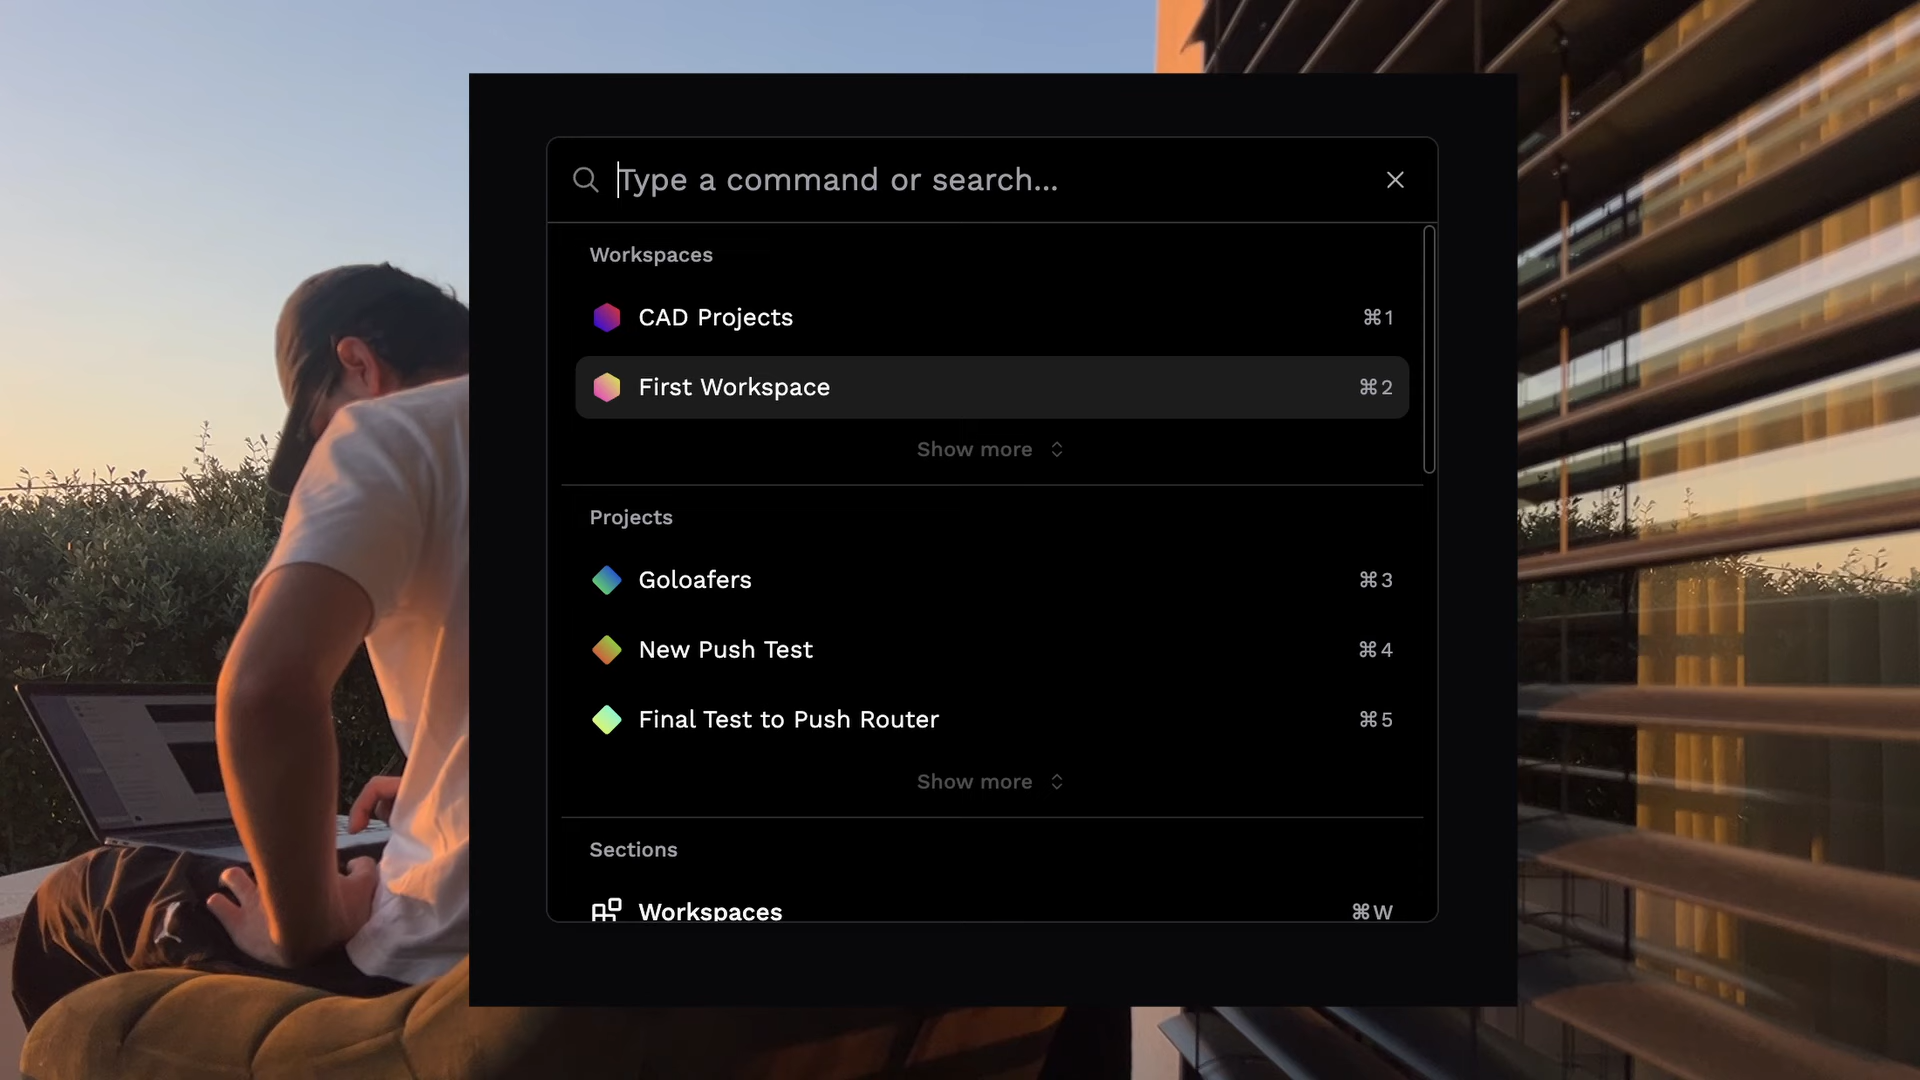 Type a command or search...
Workspaces
CAD Projects ⌘1
First Workspace ⌘2
Show more
Projects
Goloafers ⌘3
New Push Test ⌘4
Final Test to Push Router ⌘5
Show more
Sections
Workspaces ⌘W